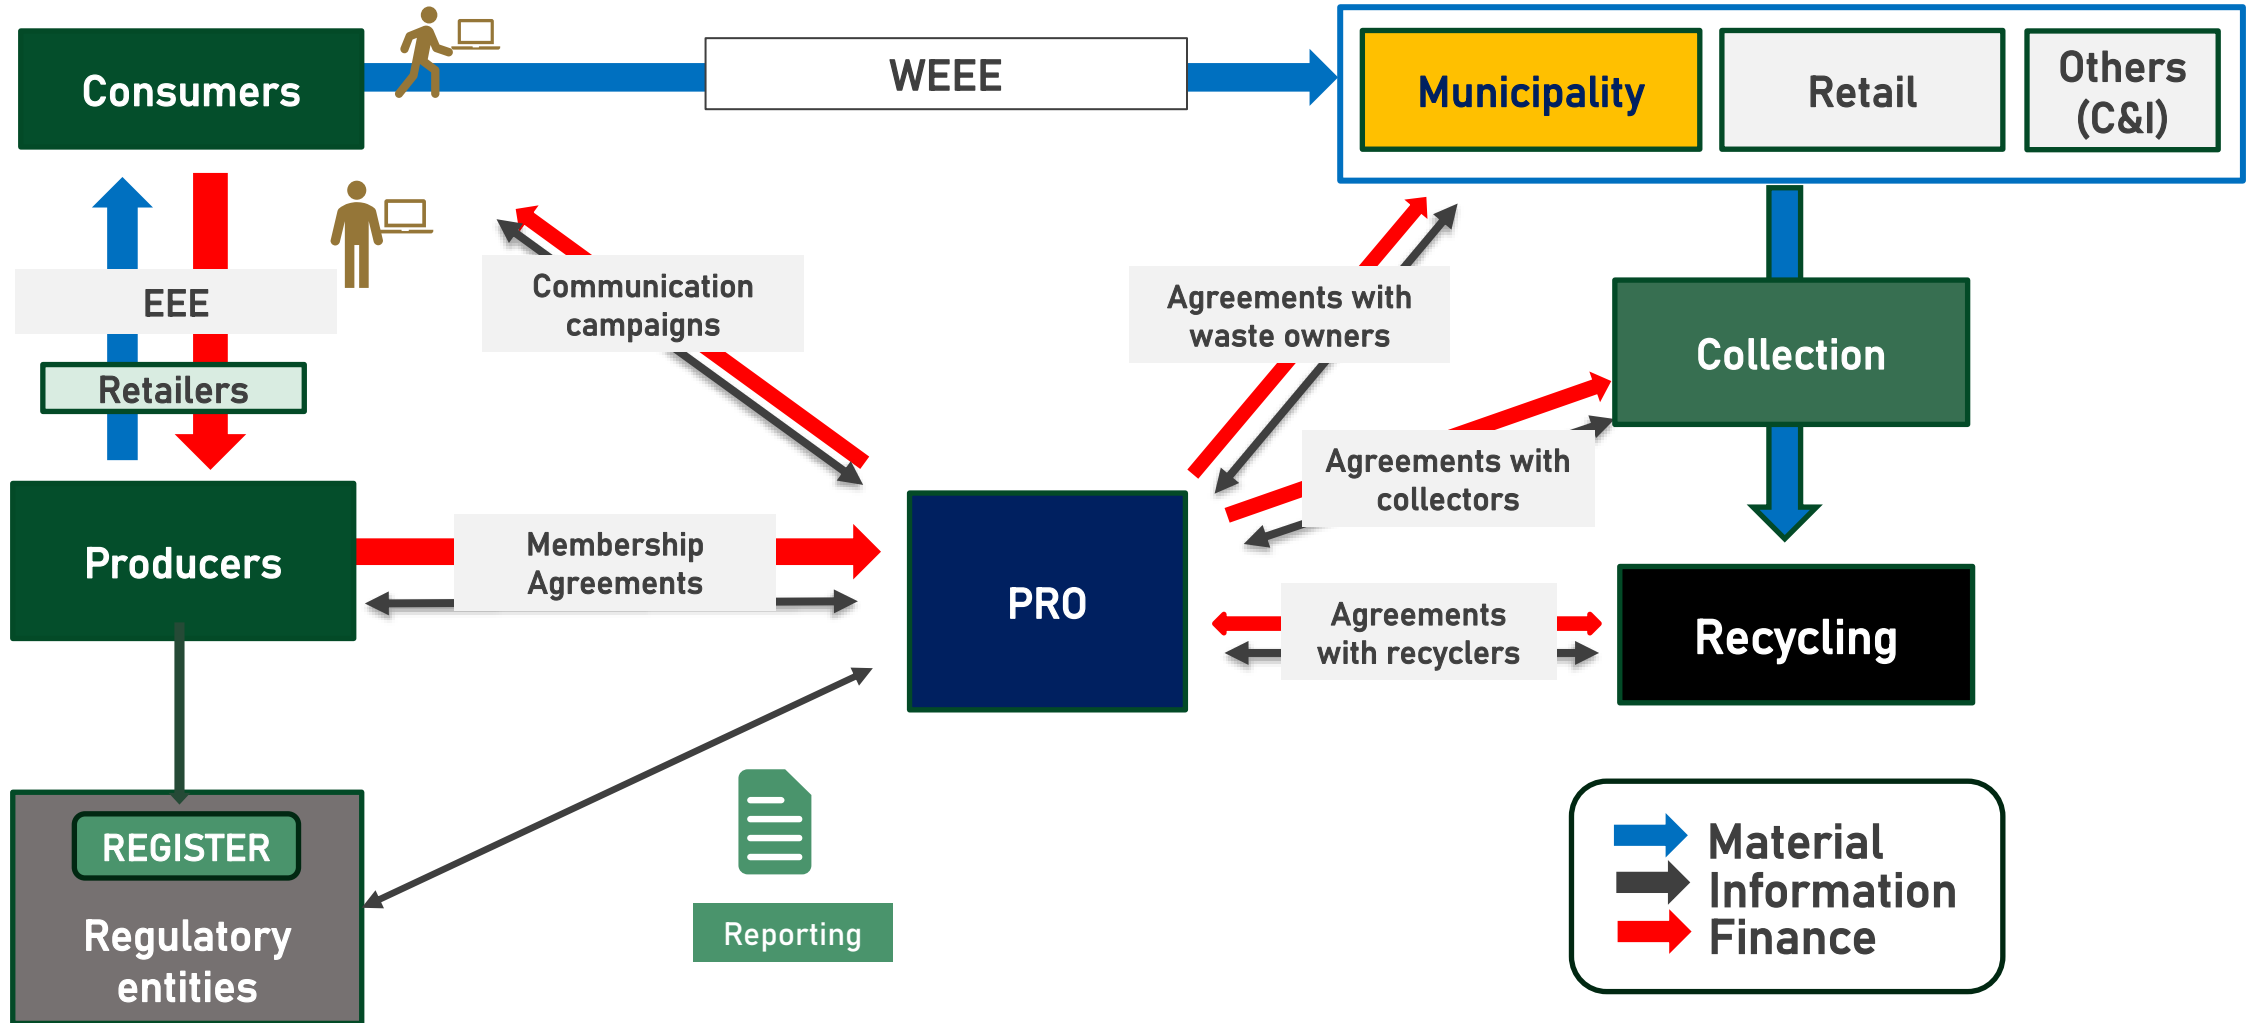 Consumers
WEEE
Municipality
Retail
Others
(C&I)
EEE
Retailers
Communication
campaigns
Agreements with
waste owners
Collection
Agreements with
collectors
Producers
Membership
Agreements
PRO
Agreements
with recyclers
Recycling
REGISTER
Regulatory
entities
Reporting
Material
Information
Finance